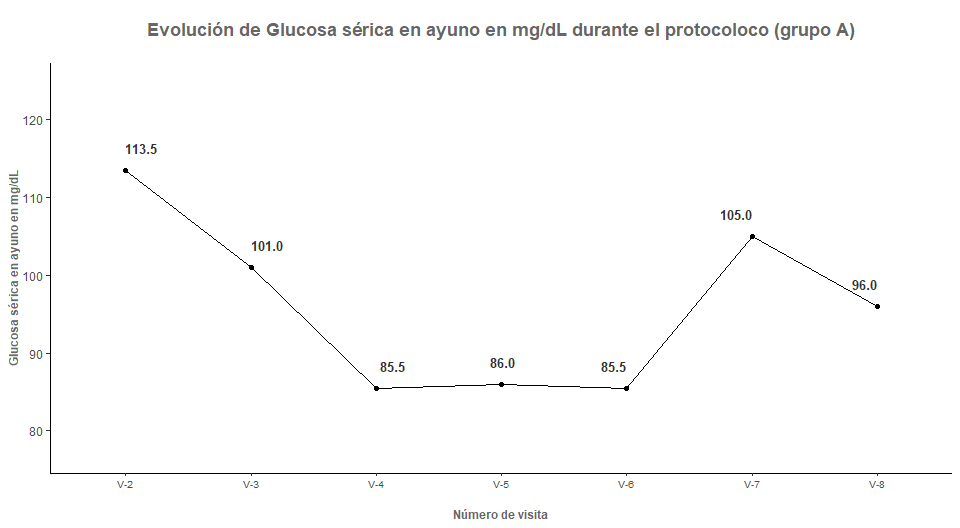 Evolución de Glucosa sérica en ayuno en mg/dL durante el protocoloco (grupo A)
Glucosa sérica en ayuno en mg/dL
120
110
100
90
80
113.5
101.0
85.5
86.0
85.5
105.0
96.0
V-2
V-3
V-4
V-5
V-6
V-7
V-8
Número de visita